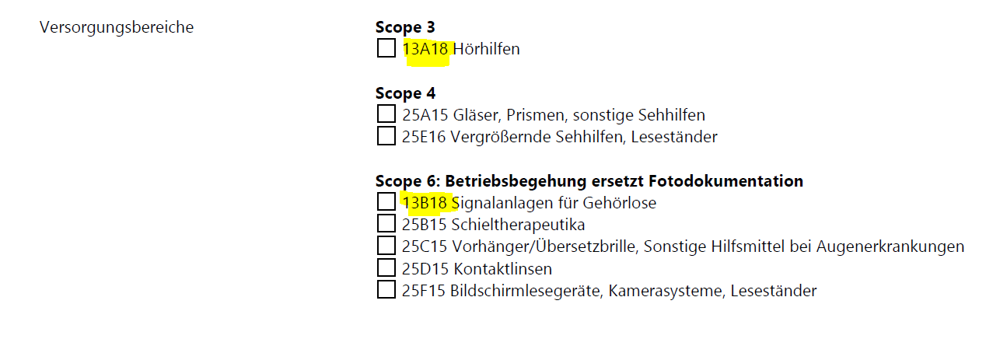 Versorgungsbereiche
Scope 3
13A18 Hörhilfen
Scope 4
25A15 Gläser, Prismen, sonstige Sehhilfen
25E16 Vergrößernde Sehhilfen, Leseständer
Scope 6: Betriebsbegehung ersetzt Fotodokumentation
13B18 Signalanlagen für Gehörlose
25B15 Schieltherapeutika
25C15 Vorhänger/Übersetzbrille, Sonstige Hilfsmittel bei Augenerkrankungen
25D15 Kontaktlinsen
25F15 Bildschirmlesegeräte, Kamerasysteme, Leseständer